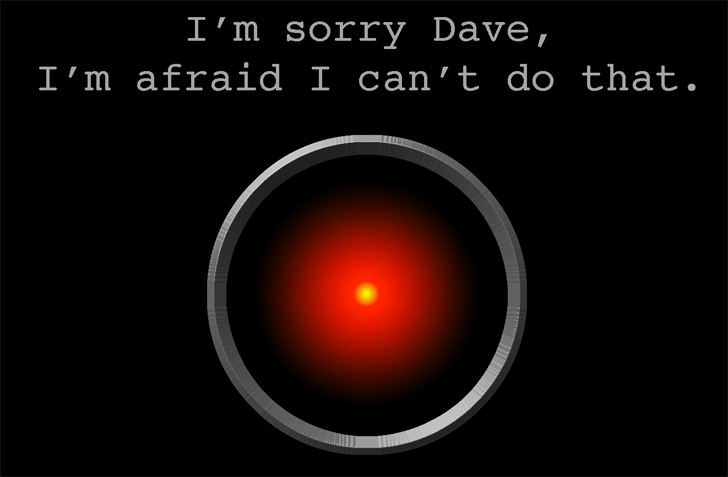 I’m sorry Dave,
I’m afraid I can’t do that.